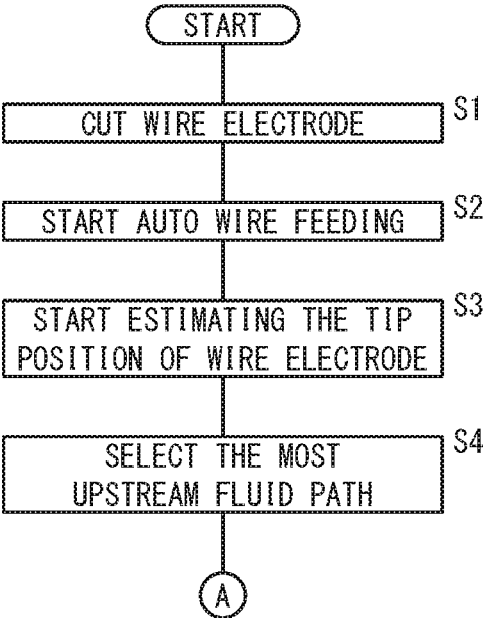 START
CUT WIRE ELECTRODE
S1
START AUTO WIRE FEEDING
S2
START ESTIMATING THE TIP
POSITION OF WIRE ELECTRODE
S3
SELECT THE MOST
UPSTREAM FLUID PATH
S4
A